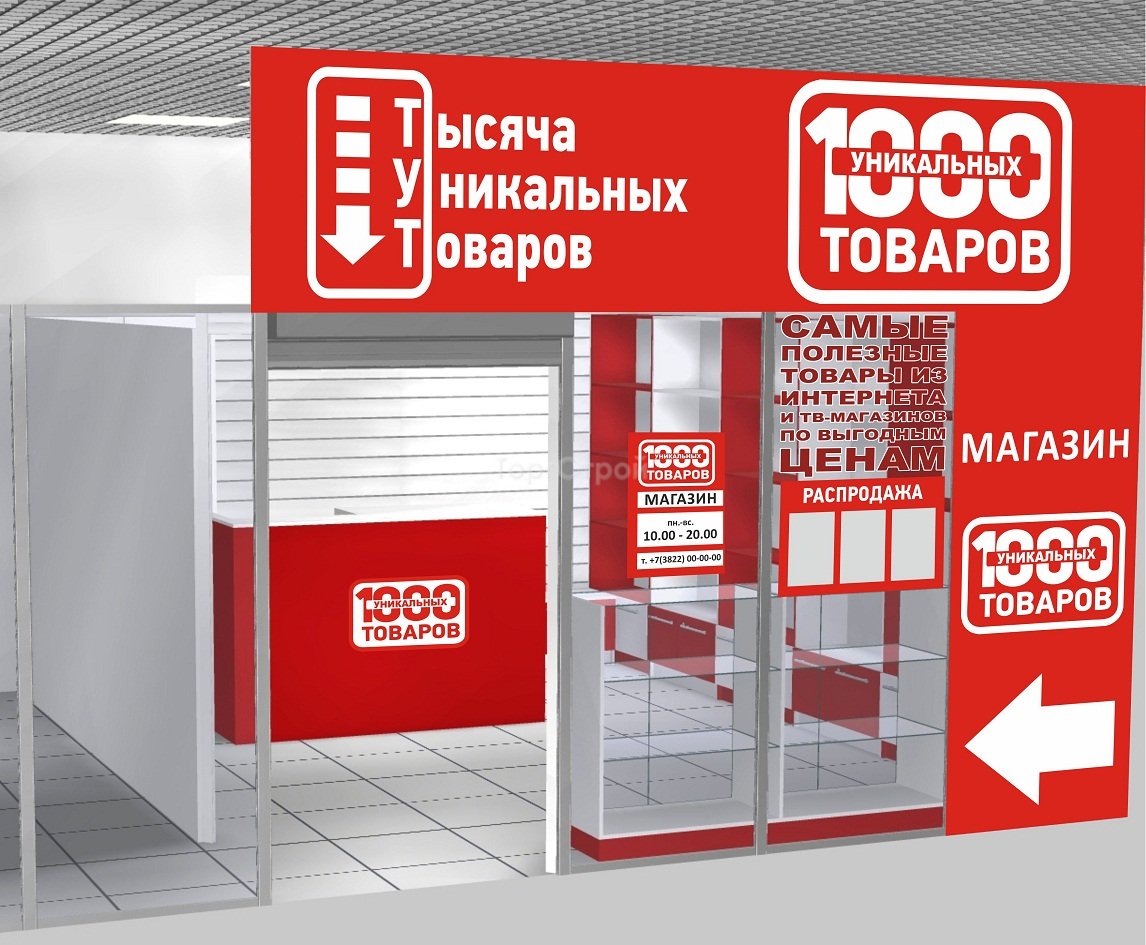 Тысяча
Уникальных
Товаров
1000
УНИКАЛЬНЫХ
ТОВАРОВ
САМЫЕ
ПОЛЕЗНЫЕ
ТОВАРЫ ИЗ
ИНТЕРНЕТА
И ТВ-МАГАЗИНОВ
ПО ВЫГОДНЫМ
ЦЕНАМ
РАСПРОДАЖА
1000
УНИКАЛЬНЫХ
ТОВАРОВ
МАГАЗИН
пн.-вс.
10.00 - 20.00
т. +7(3822) 00-00-00
1000
УНИКАЛЬНЫХ
ТОВАРОВ
МАГАЗИН
1000
УНИКАЛЬНЫХ
ТОВАРОВ